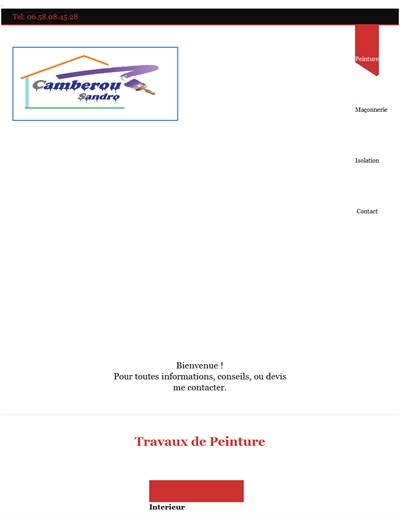 Tel: 06.58.08.45.28
Peinture
Camberou
Sandro
Maçonnerie
Isolation
Contact
Bienvenue !
Pour toutes informations, conseils, ou devis
me contacter.
Travaux de Peinture
Interieur